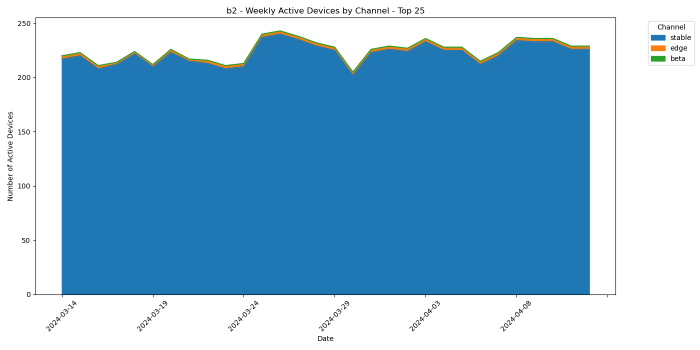 b2 - Weekly Active Devices by Channel - Top 25
Number of Active Devices
250
200
150
100
50
0
2024-03-14
2024-03-19
2024-03-24
2024-03-29
2024-04-03
2024-04-08
Date
Channel
stable
edge
beta